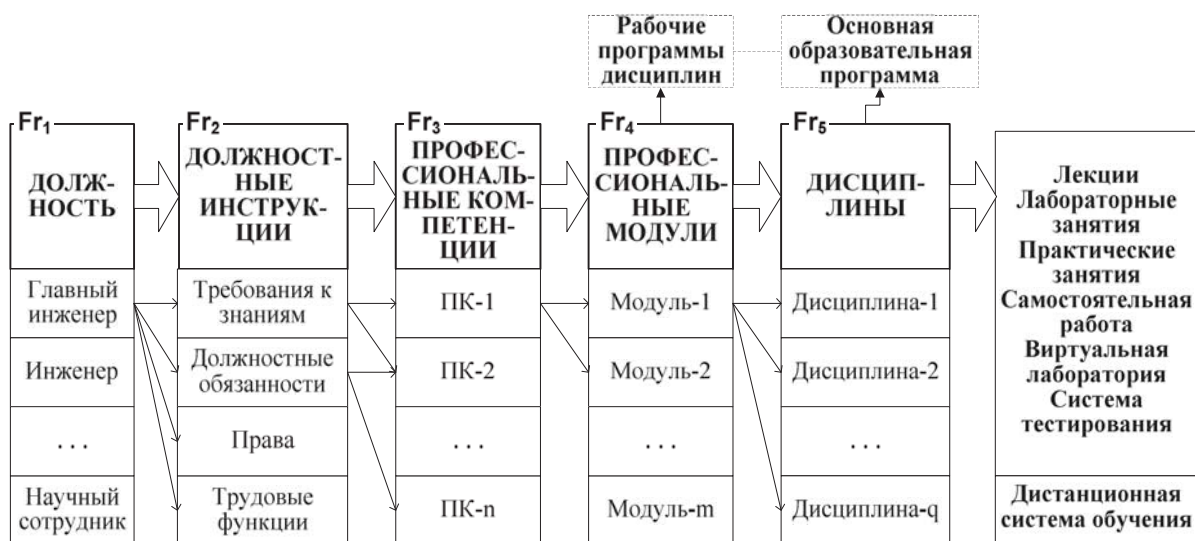 Рабочие
программы
дисциплин
Основная
образовательная
программа
Fr1
ДОЛЖ-
НОСТЬ
Fr2
ДОЛЖНОСТ-
НЫЕ
ИНСТРУК-
ЦИИ
Fr3
ПРОФЕС-
СИОНАЛЬ-
НЫЕ КОМ-
ПЕТЕН-
ЦИИ
Fr4
ПРОФЕС-
СИОНАЛЬ-
НЫЕ
МОДУЛИ
Fr5
ДИСЦИП-
ЛИНЫ
Лекции
Лабораторные
занятия
Практические
занятия
Самостоятельная
работа
Виртуальная
лаборатория
Система
тестирования
Главный
инженер
Требования к
знаниям
ПК-1
Модуль-1
Дисциплина-1
Инженер
Должностные
обязанности
ПК-2
Модуль-2
Дисциплина-2
. . .
Права
. . .
. . .
. . .
Научный
сотрудник
Трудовые
функции
ПК-n
Модуль-m
Дисциплина-q
Дистанционная
система обучения